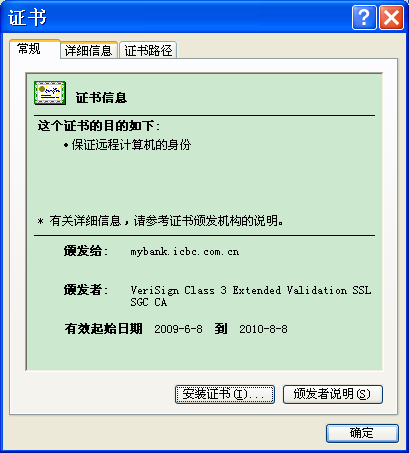 证书
常规 详细信息 证书路径
证书信息
这个证书的目的如下:
•保证远程计算机的身份
* 有关详细信息，请参考证书颁发机构的说明。
颁发给: mybank.icbc.com.cn
颁发者: VeriSign Class 3 Extended Validation SSL
SGC CA
有效起始日期 2009-6-8 到 2010-8-8
安装证书(I)... 颁发者说明(S)
确定